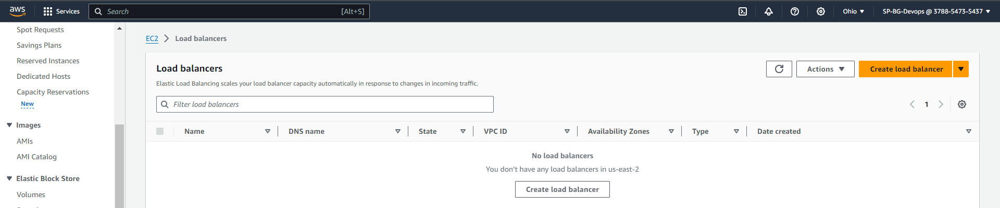 aws
Services
Search
[Alt+S]
Ohio
SP-BG-Devops @ 3788-5473-5437
Spot Requests
Savings Plans
Reserved Instances
Dedicated Hosts
Capacity Reservations
New
Images
AMIs
AMI Catalog
Elastic Block Store
Volumes
EC2
Load balancers
Load balancers
Actions
Create load balancer
Elastic Load Balancing scales your load balancer capacity automatically in response to changes in incoming traffic.
Filter load balancers
1
Name
DNS name
State
VPC ID
Availability Zones
Type
Date created
No load balancers
You don't have any load balancers in us-east-2
Create load balancer